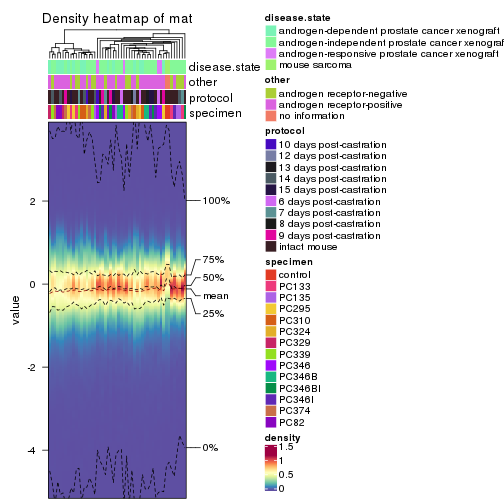 Density heatmap of mat
disease.state
other
protocol
specimen
value
2
0
-2
-4
100%
75%
50%
mean
25%
0%
disease.state
androgen-dependent prostate cancer xenograft
androgen-independent prostate cancer xenograft
androgen-responsive prostate cancer xenograft
mouse sarcoma
other
androgen receptor-negative
androgen receptor-positive
no information
protocol
10 days post-castration
12 days post-castration
13 days post-castration
14 days post-castration
15 days post-castration
6 days post-castration
7 days post-castration
8 days post-castration
9 days post-castration
intact mouse
specimen
control
PC133
PC135
PC295
PC310
PC324
PC329
PC339
PC346
PC346B
PC346BI
PC346I
PC374
PC82
density
1.5
1
0.5
0